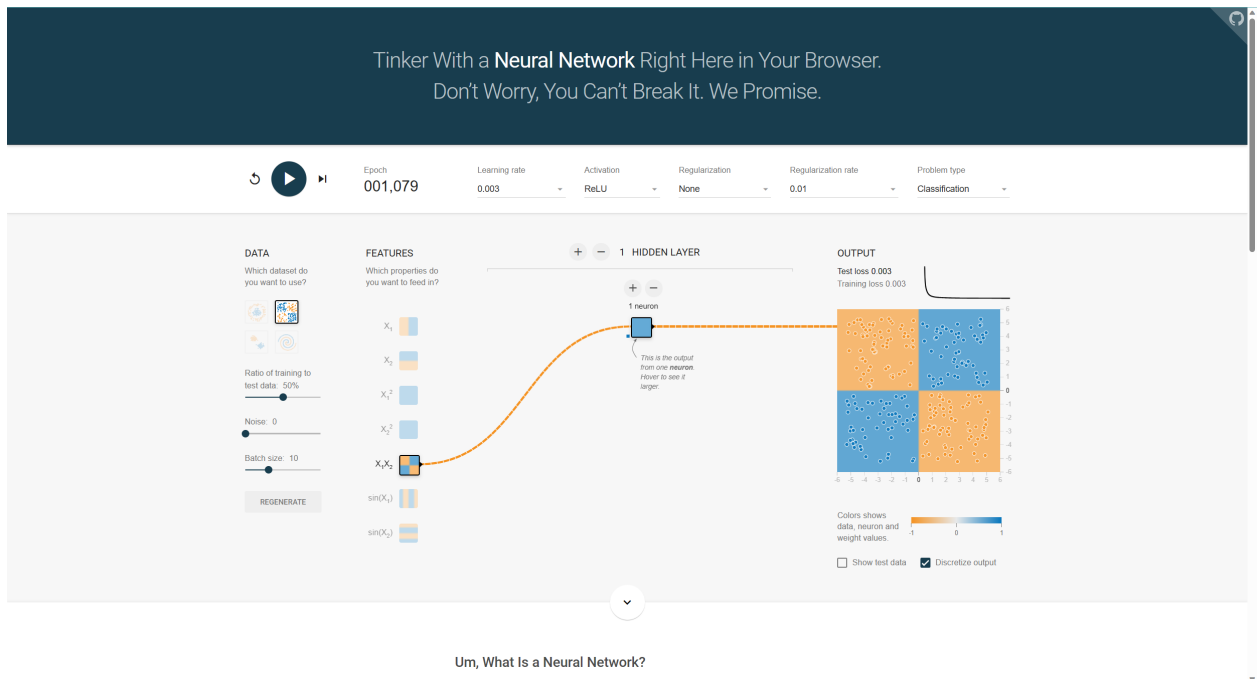 Tinker With a Neural Network Right Here in Your Browser.
Don't Worry, You Can't Break It. We Promise.
Epoch
001,079
Learning rate
0.003
Activation
ReLU
Regularization
None
Regularization rate
0.01
Problem type
Classification
DATA
Which dataset do
you want to use?
Ratio of training to
test data: 50%
Noise: 0
Batch size: 10
REGENERATE
FEATURES
Which properties do
you want to feed in?
X₁
X₂
X₁²
X₂²
X₁X₂
sin(X₁)
sin(X₂)
+ − 1 HIDDEN LAYER
+ −
1 neuron
This is the output
from one neuron.
Hover to see it
larger.
OUTPUT
Test loss 0.003
Training loss 0.003
6
5
4
3
2
1
0
-1
-2
-3
-4
-5
-6
-6 -5 -4 -3 -2 -1 0 1 2 3 4 5 6
Colors shows
data, neuron and
weight values.
-1 0 1
Show test data
Discretize output
Um, What Is a Neural Network?